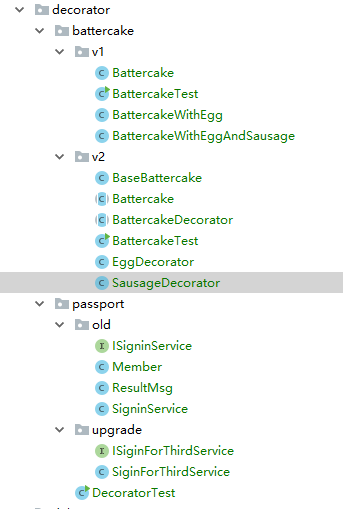 decorator
battercake
v1
Battercake
BattercakeTest
BattercakeWithEgg
BattercakeWithEggAndSausage
v2
BaseBattercake
Battercake
BattercakeDecorator
BattercakeTest
EggDecorator
SausageDecorator
passport
old
ISigninService
Member
ResultMsg
SigninService
upgrade
ISiginForThirdService
SiginForThirdService
DecoratorTest